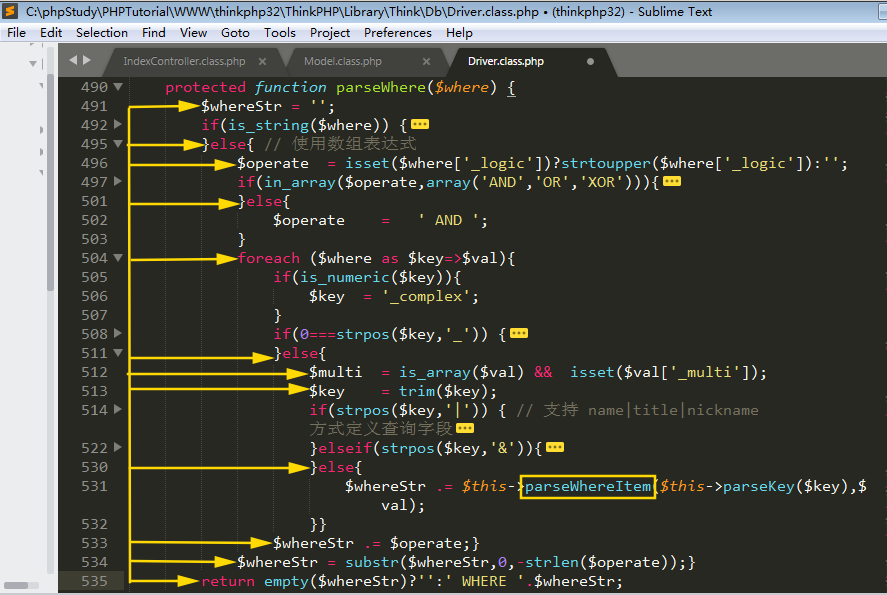 C:\phpStudy\PHPTutorial\WWW\thinkphp32\ThinkPHP\Library\Think\Db\Driver.class.php • (thinkphp32) - Sublime Text
File Edit Selection Find View Goto Tools Project Preferences Help
IndexController.class.php × Model.class.php × Driver.class.php
490 protected function parseWhere($where) {
491 $whereStr = '';
492 if(is_string($where)) {
495 }else{ // 使用数组表达式
496 $operate  = isset($where['_logic'])?strtoupper($where['_logic']):'';
497 if(in_array($operate,array('AND','OR','XOR'))){
501 }else{
502 $operate    =   ' AND ';
503 }
504 foreach ($where as $key=>$val){
505 if(is_numeric($key)){
506 $key  = '_complex';
507 }
508 if(0===strpos($key,'_')) {
511 }else{
512 $multi  = is_array($val) &&  isset($val['_multi']);
513 $key    = trim($key);
514 if(strpos($key,'|')) { // 支持 name|title|nickname
方式定义查询字段
522 }elseif(strpos($key,'&')){
530 }else{
531 $whereStr .= $this->parseWhereItem($this->parseKey($key),$
val);
532 }}
533 $whereStr .= $operate;}
534 $whereStr = substr($whereStr,0,-strlen($operate));}
535 return empty($whereStr)?'':' WHERE '.$whereStr;